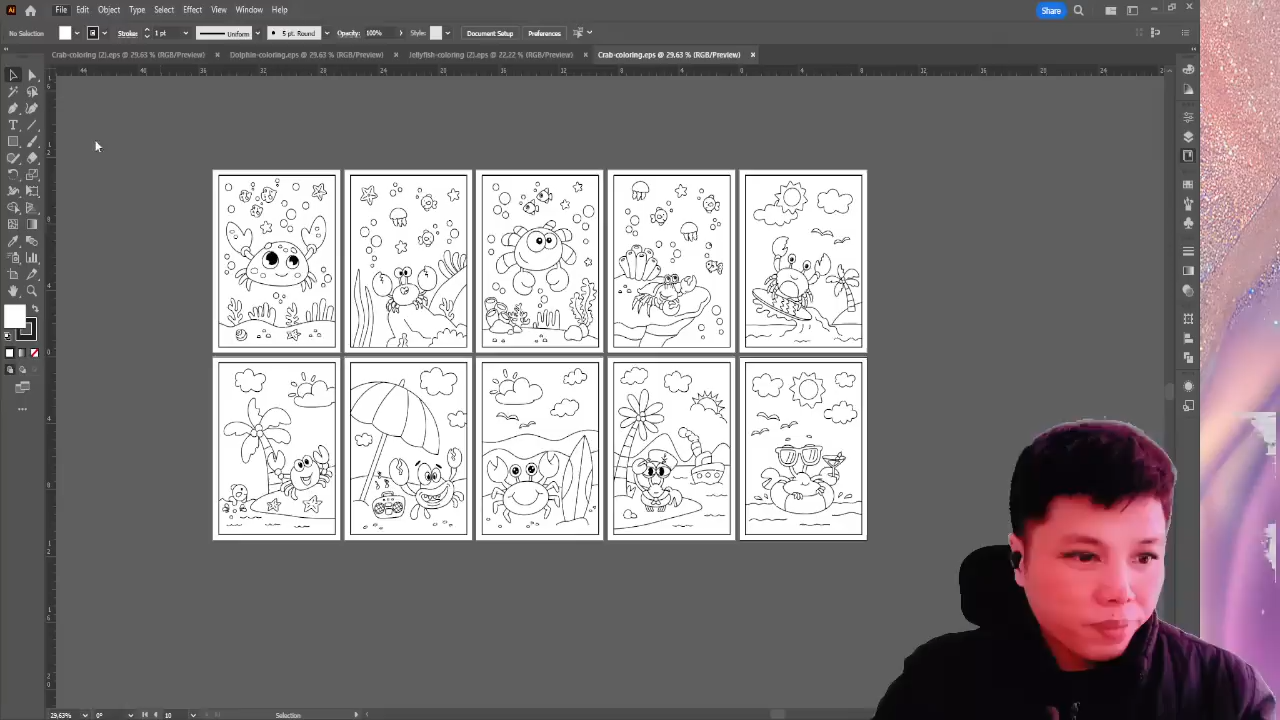 Ai File Edit Object Type Select Effect View Window Help Share
No Selection Stroke: 1 pt Uniform 5 pt. Round Opacity: 100% Style: Document Setup Preferences
Crab-coloring (2).eps @ 29.63 % (RGB/Preview) × Dolphin-coloring.eps @ 29.63 % (RGB/Preview) × Jellyfish-coloring.eps @ 22.22 % (RGB/Preview) × Crab-coloring.eps @ 29.63 % (RGB/Preview) ×
29.63% 0° 10 Selection